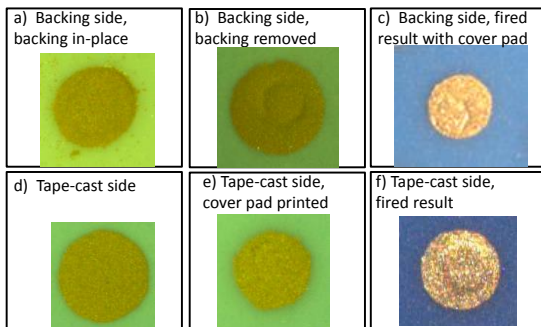 a) Backing side,
backing in-place
b) Backing side,
backing removed
c) Backing side, fired
result with cover pad
d) Tape-cast side
e) Tape-cast side,
cover pad printed
f) Tape-cast side,
fired result